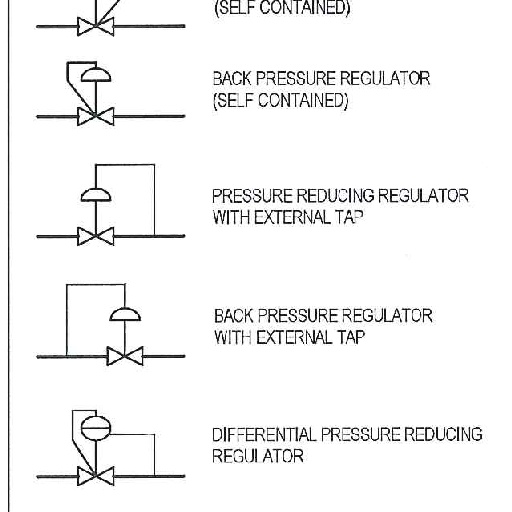 (SELF CONTAINED)
BACK PRESSURE REGULATOR
(SELF CONTAINED)
PRESSURE REDUCING REGULATOR
WITH EXTERNAL TAP
BACK PRESSURE REGULATOR
WITH EXTERNAL TAP
DIFFERENTIAL PRESSURE REDUCING
REGULATOR